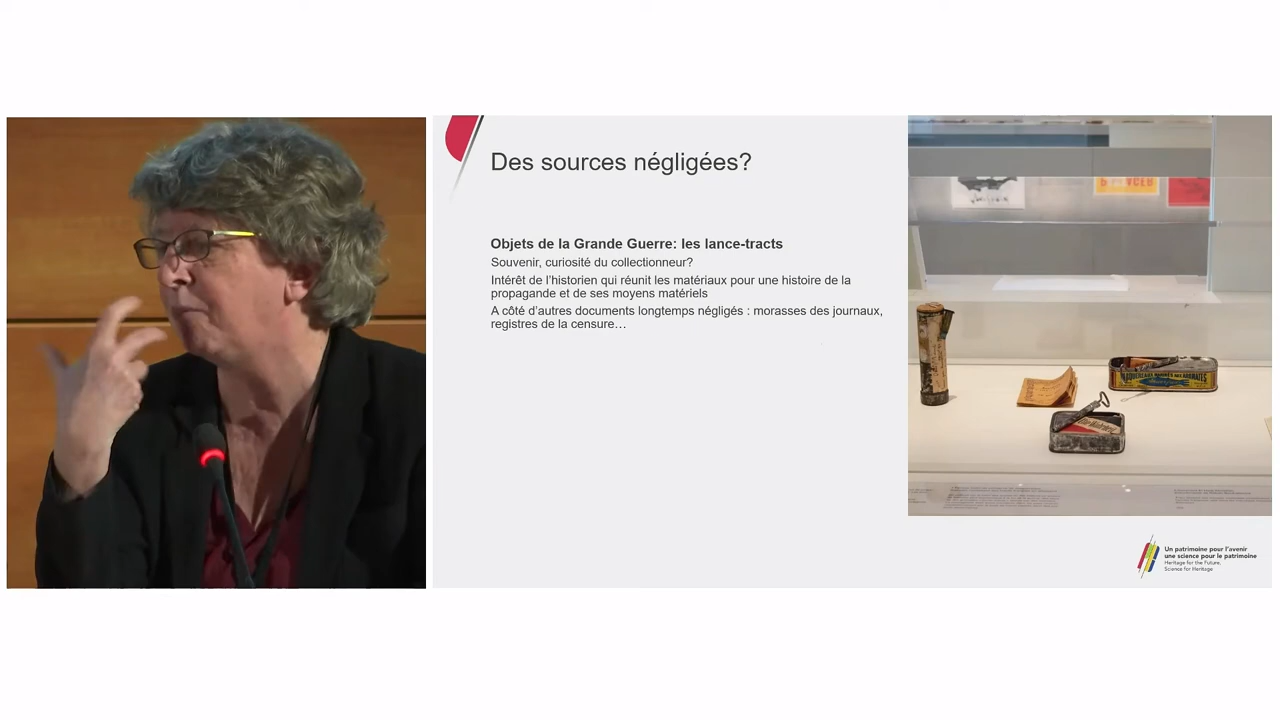 Des sources négligées?
Objets de la Grande Guerre: les lance-tracts
Souvenir, curiosité du collectionneur?
Intérêt de l'historien qui réunit les matériaux pour une histoire de la
propagande et de ses moyens matériels
A côté d'autres documents longtemps négligés : morasses des journaux,
registres de la censure…
Un patrimoine pour l'avenir
une science pour le patrimoine
Heritage for the Future,
Science for Heritage